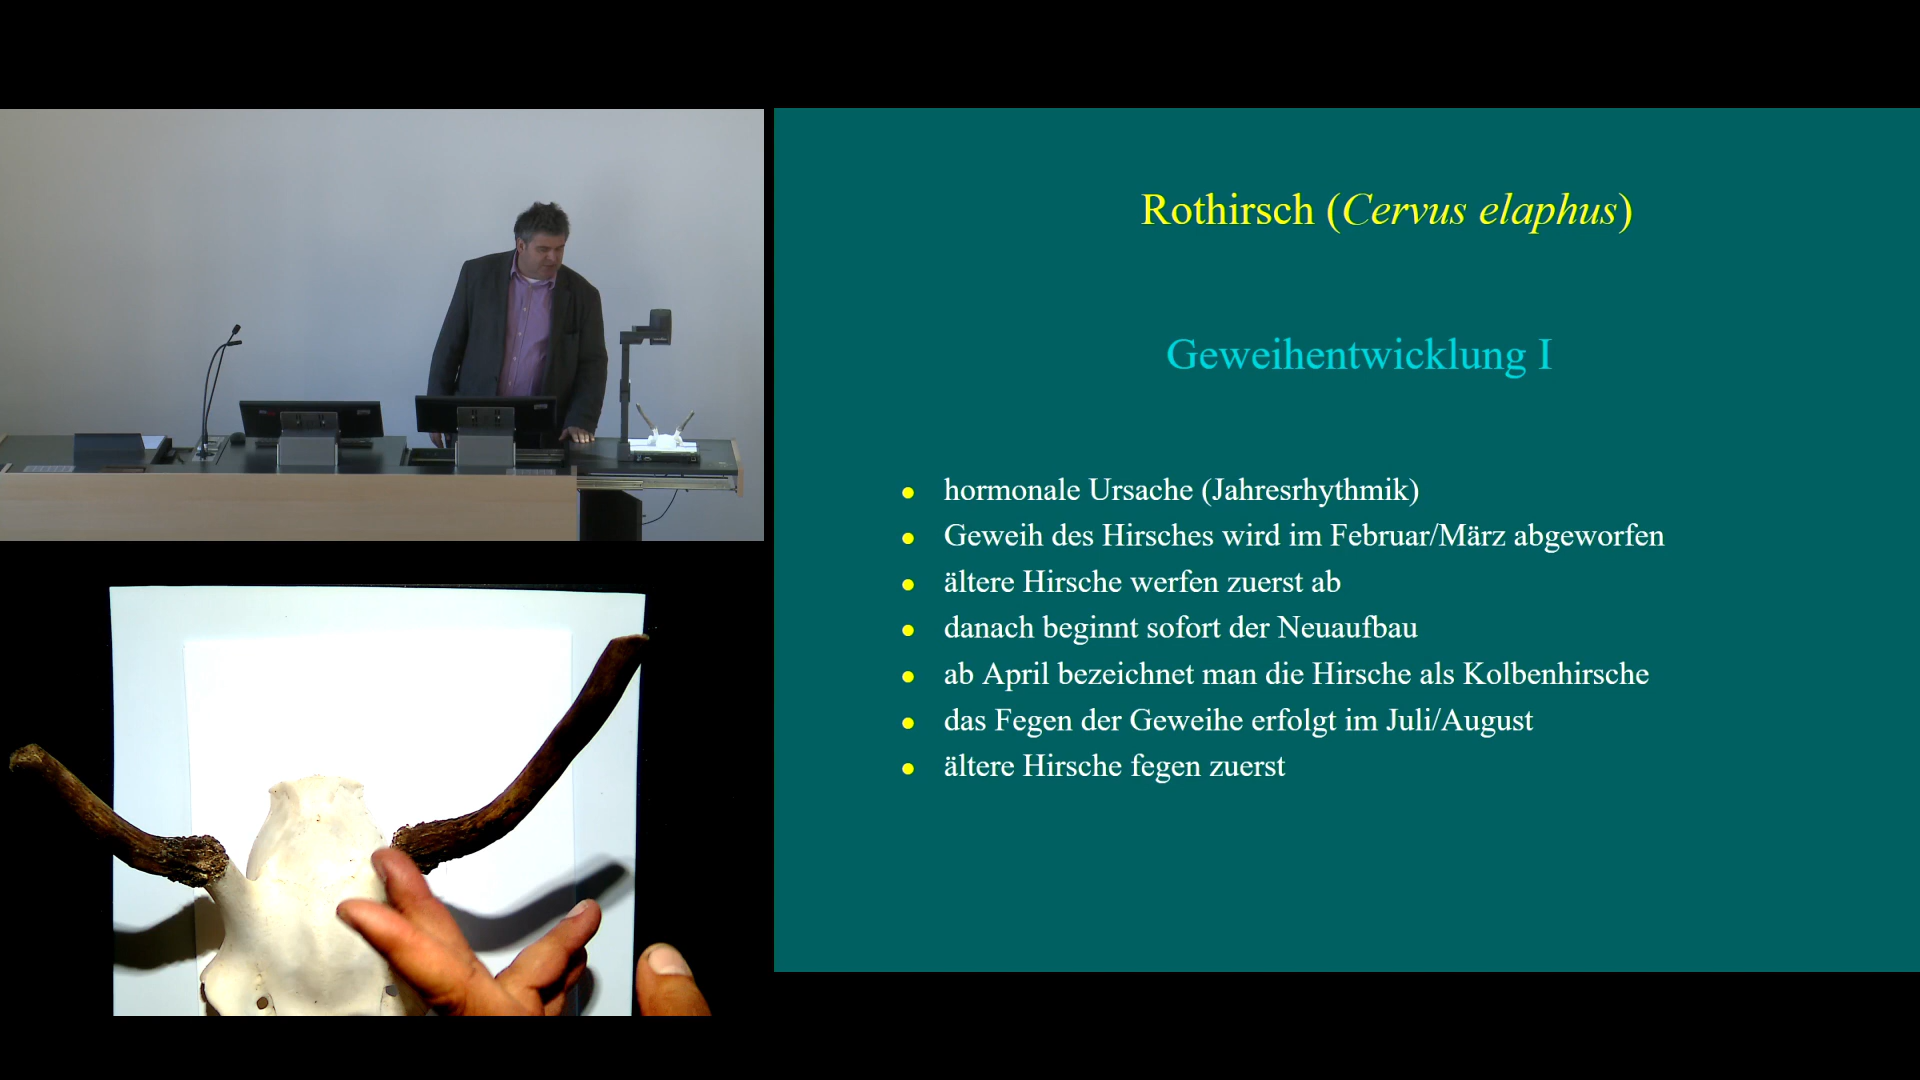 Rothirsch (Cervus elaphus)
Geweihentwicklung I
hormonale Ursache (Jahresrhythmik)
Geweih des Hirsches wird im Februar/März abgeworfen
ältere Hirsche werfen zuerst ab
danach beginnt sofort der Neuaufbau
ab April bezeichnet man die Hirsche als Kolbenhirsche
das Fegen der Geweihe erfolgt im Juli/August
ältere Hirsche fegen zuerst